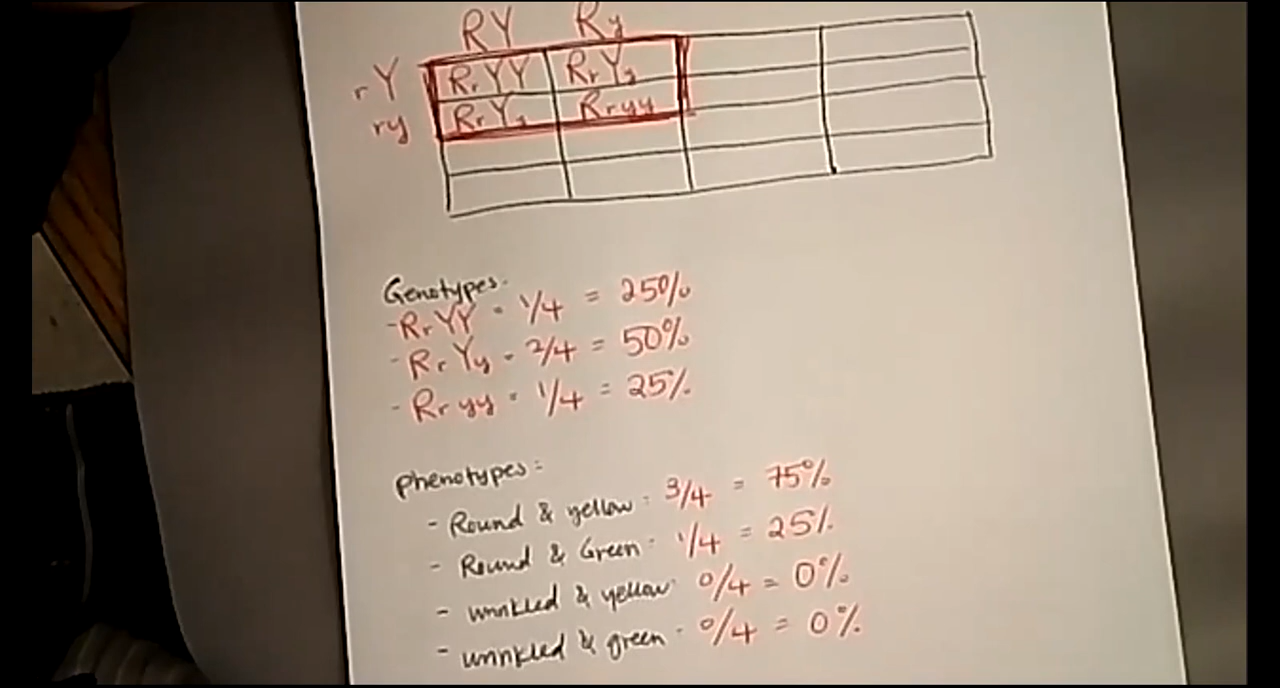 RY Ry
rY RrYY RrYy
ry RrYy Rryy
Genotypes:
- RrYY - 1/4 = 25%
- RrYy - 2/4 = 50%
- Rryy - 1/4 = 25%
Phenotypes:
- Round & yellow - 3/4 = 75%
- Round & Green - 1/4 = 25%
- wrinkled & yellow - 0/4 = 0%
- wrinkled & green - 0/4 = 0%